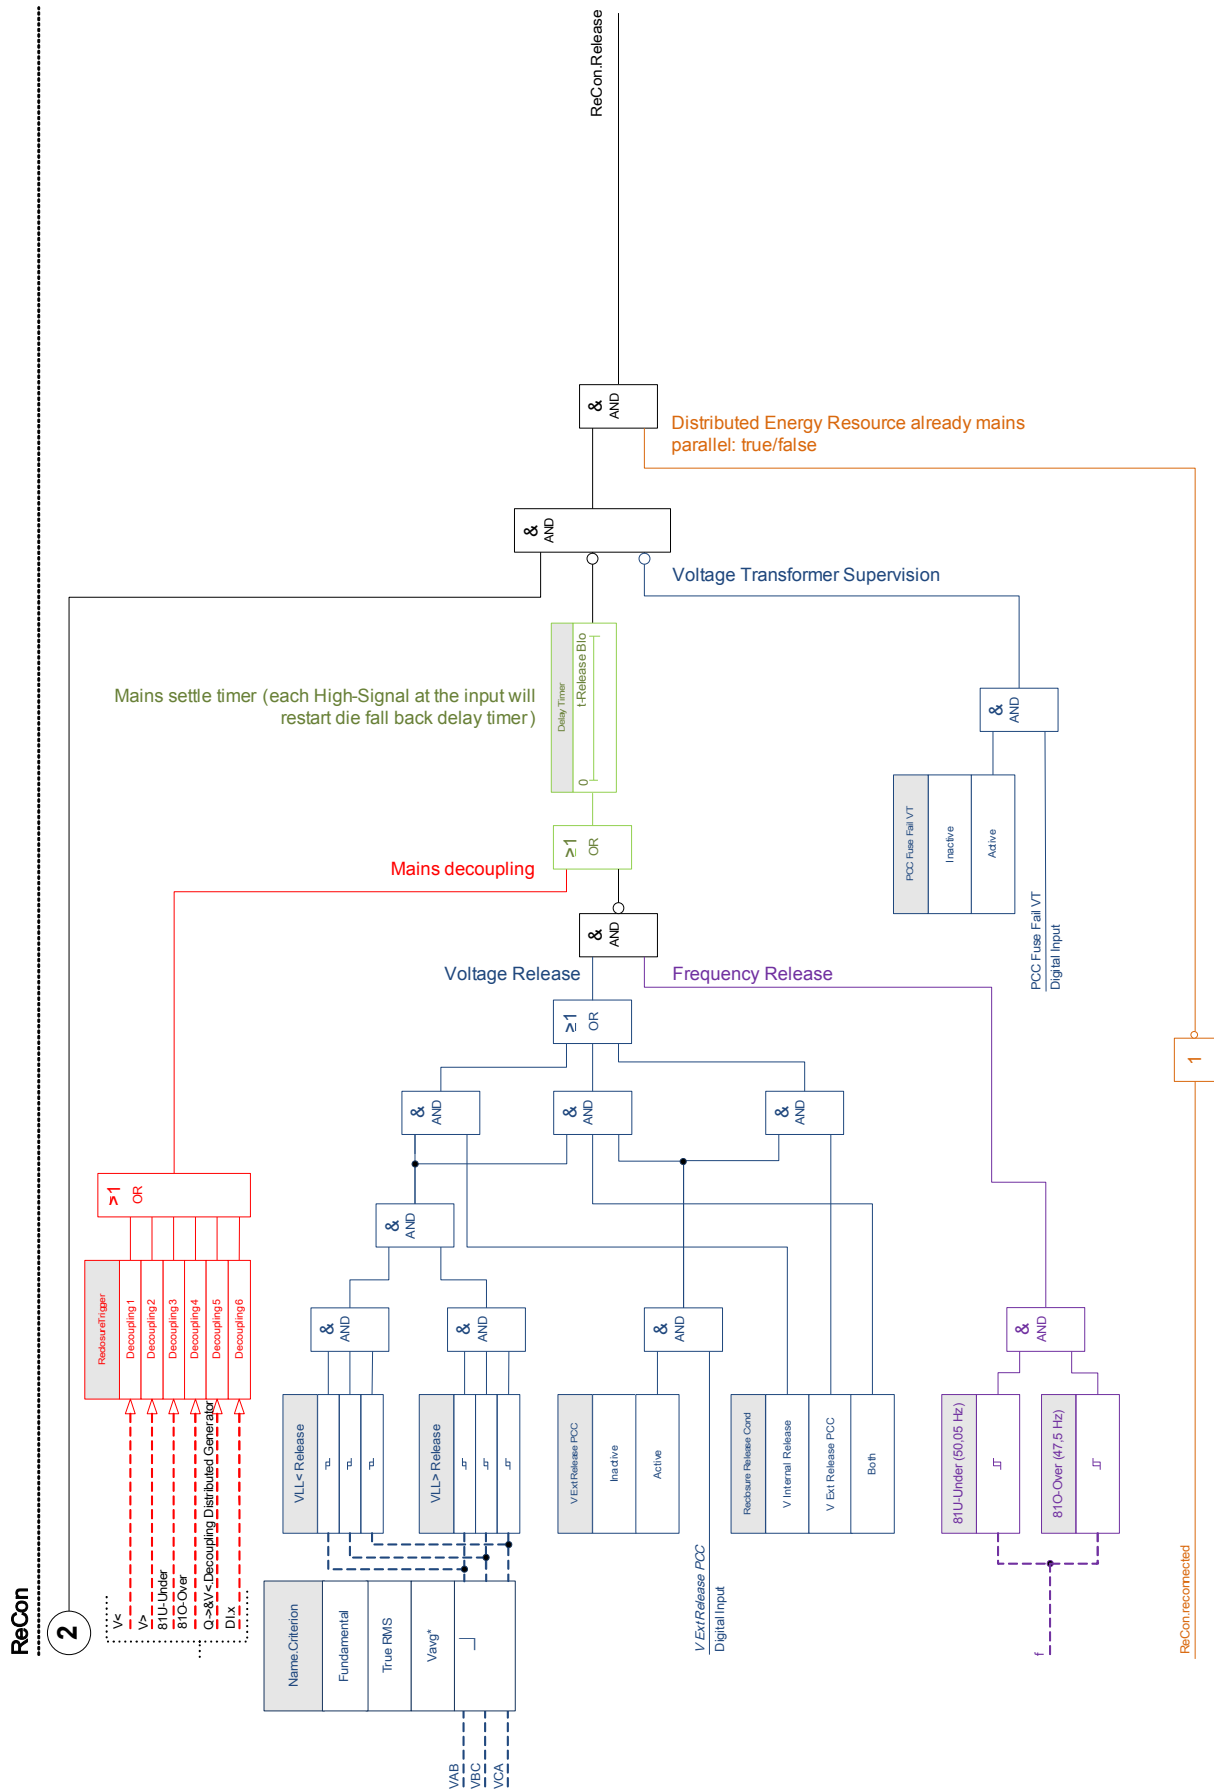 ReCon
2
V<
V>
81U-Under
81O-Over
Q->&V<.Decoupling Distributed Generator
DI.x
ReclosureTrigger
Decoupling1
Decoupling2
Decoupling3
Decoupling4
Decoupling5
Decoupling6
≥1
OR
Mains decoupling
Mains settle timer (each High-Signal at the input will
restart die fall back delay timer)
VAB
VBC
VCA
Name.Criterion
Fundamental
True RMS
Vavg*
VLL< Release
VLL> Release
&
AND
&
AND
&
AND
&
AND
&
AND
&
AND
≥1
OR
Voltage Release
&
AND
≥1
OR
Delay Timer
0
t-Release Blo
&
AND
&
AND
ReCon.Release
V Ext Release PCC
Inactive
Active
V Ext Release PCC
Digital Input
Reclosure Release Cond
V Internal Release
V Ext Release PCC
Both
Frequency Release
Voltage Transformer Supervision
Distributed Energy Resource already mains
parallel: true/false
PCC Fuse Fail VT
Inactive
Active
PCC Fuse Fail VT
Digital Input
&
AND
f
81U-Under (50,05 Hz)
81O-Over (47,5 Hz)
&
AND
ReCon.reconnected
1